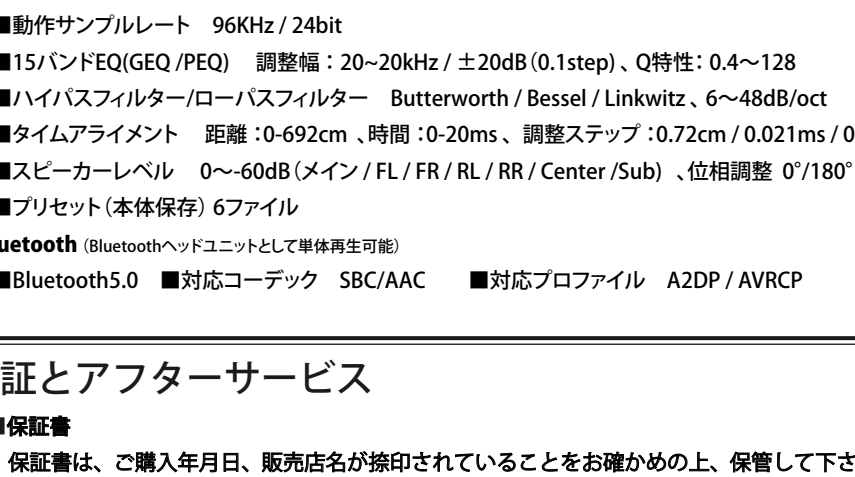 ■動作サンプルレート　96KHz / 24bit
■15バンドEQ(GEQ /PEQ)　調整幅：20~20kHz / ±20dB（0.1step）、Q特性：0.4～128
■ハイパスフィルター/ローパスフィルター　Butterworth / Bessel / Linkwitz 、6～48dB/oct
■タイムアライメント　距離：0-692cm 、時間：0-20ms 、調整ステップ：0.72cm / 0.021ms / 0
■スピーカーレベル　0～-60dB（メイン / FL / FR / RL / RR / Center /Sub）、位相調整 0°/180°
■プリセット（本体保存）6ファイル
uetooth（Bluetoothヘッドユニットとして単体再生可能）
■Bluetooth5.0　■対応コーデック　SBC/AAC　■対応プロファイル　A2DP / AVRCP
証とアフターサービス
■保証書
保証書は、ご購入年月日、販売店名が捺印されていることをお確かめの上、保管して下さ